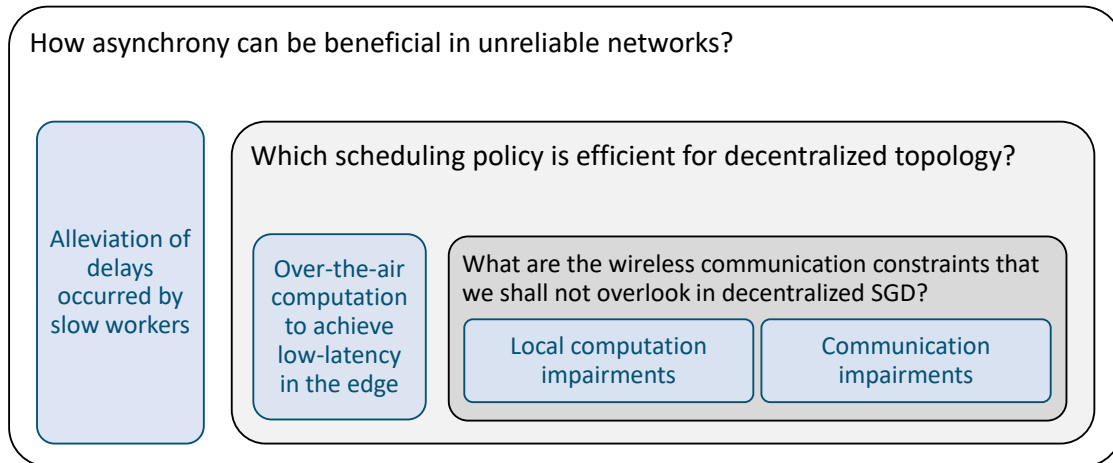 How asynchrony can be beneficial in unreliable networks?
Which scheduling policy is efficient for decentralized topology?
Alleviation of
delays
occurred by
slow workers
Over-the-air
computation
to achieve
low-latency
in the edge
What are the wireless communication constraints that
we shall not overlook in decentralized SGD?
Local computation
impairments
Communication
impairments